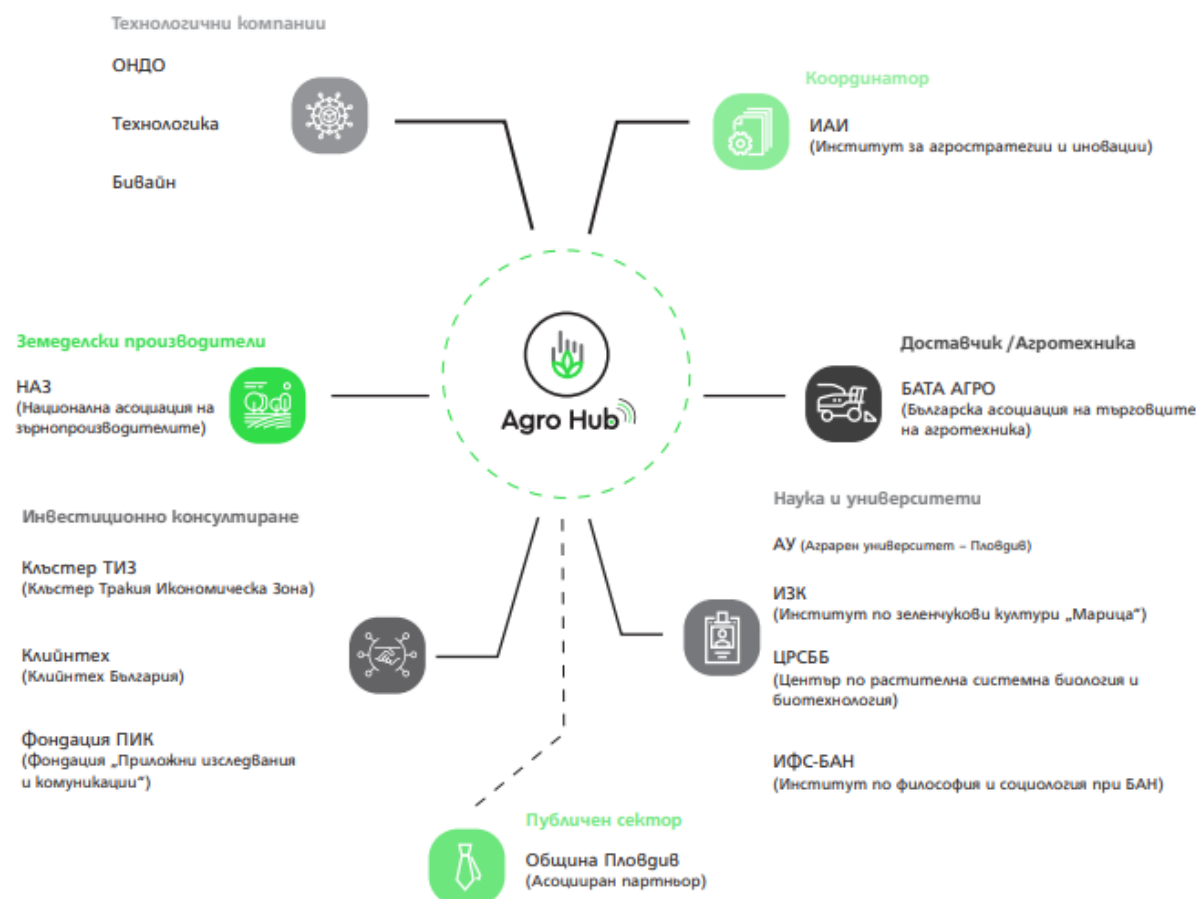 Технологични компании
ОНДО
Технологика
Бивайн
Координатор
ИАИ
(Институт за агростратегии и иновации)
Земеделски производители
НАЗ
(Национална асоциация на
зърнопроизводителите)
Agro Hub
Доставчик /Агротехника
БАТА АГРО
(Българска асоциация на търговците
на агротехника)
Инвестиционно консултиране
Клъстер ТИЗ
(Клъстер Тракия Икономическа Зона)
Клийнтех
(Клийнтех България)
Фондация ПИК
(Фондация „Приложни изследвания
и комуникации“)
Наука и университети
АУ (Аграрен университет – Пловдив)
ИЗК
(Институт по зеленчукови култури „Марица“)
ЦРСББ
(Център по растителна системна биология и
биотехнология)
ИФС-БАН
(Институт по философия и социология при БАН)
Публичен сектор
Община Пловдив
(Асоцииран партньор)